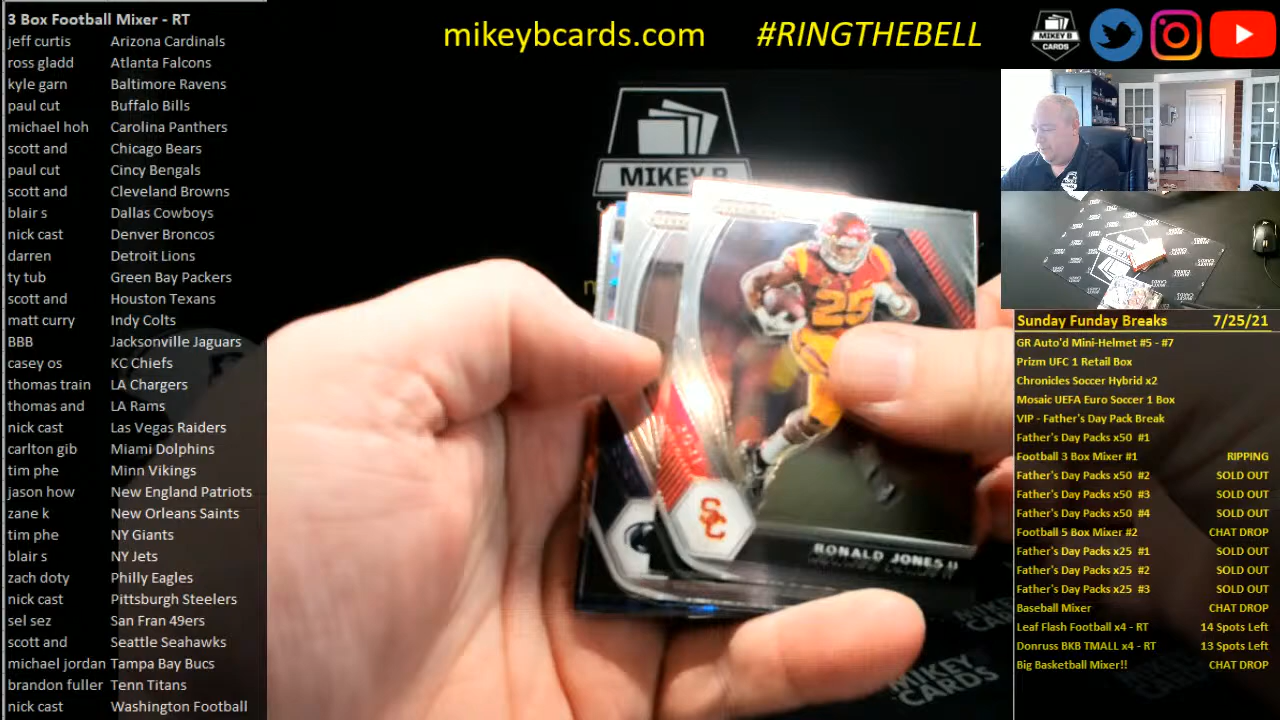 3 Box Football Mixer - RT
jeff curtis Arizona Cardinals
ross gladd Atlanta Falcons
kyle garn Baltimore Ravens
paul cut Buffalo Bills
michael hoh Carolina Panthers
scott and Chicago Bears
paul cut Cincy Bengals
scott and Cleveland Browns
blair s Dallas Cowboys
nick cast Denver Broncos
darren Detroit Lions
ty tub Green Bay Packers
scott and Houston Texans
matt curry Indy Colts
BBB Jacksonville Jaguars
casey os KC Chiefs
thomas train LA Chargers
thomas and LA Rams
nick cast Las Vegas Raiders
carlton gib Miami Dolphins
tim phe Minn Vikings
jason how New England Patriots
zane k New Orleans Saints
tim phe NY Giants
blair s NY Jets
zach doty Philly Eagles
nick cast Pittsburgh Steelers
sel sez San Fran 49ers
scott and Seattle Seahawks
michael jordan Tampa Bay Bucs
brandon fuller Tenn Titans
nick cast Washington Football
mikeybcards.com #RINGTHEBELL
MIKEY B
CARDS
MIKEY B
25
SC
RONALD JONES II
MIKEY
CARDS
Sunday Funday Breaks 7/25/21
GR Auto'd Mini-Helmet #5 - #7
Prizm UFC 1 Retail Box
Chronicles Soccer Hybrid x2
Mosaic UEFA Euro Soccer 1 Box
VIP - Father's Day Pack Break
Father's Day Packs x50 #1
Football 3 Box Mixer #1 RIPPING
Father's Day Packs x50 #2 SOLD OUT
Father's Day Packs x50 #3 SOLD OUT
Father's Day Packs x50 #4 SOLD OUT
Football 5 Box Mixer #2 CHAT DROP
Father's Day Packs x25 #1 SOLD OUT
Father's Day Packs x25 #2 SOLD OUT
Father's Day Packs x25 #3 SOLD OUT
Baseball Mixer CHAT DROP
Leaf Flash Football x4 - RT 14 Spots Left
Donruss BKB TMALL x4 - RT 13 Spots Left
Big Basketball Mixer!! CHAT DROP